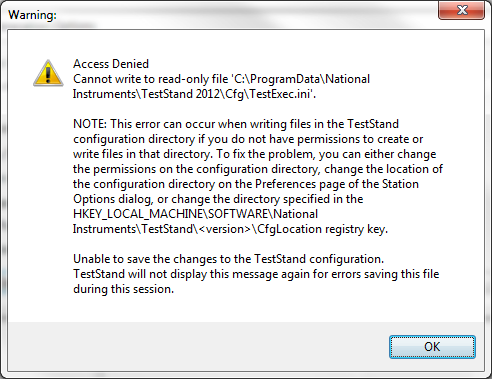 Warning:
Access Denied
Cannot write to read-only file 'C:\ProgramData\National
Instruments\TestStand 2012\Cfg\TestExec.ini'.
NOTE: This error can occur when writing files in the TestStand
configuration directory if you do not have permissions to create or
write files in that directory. To fix the problem, you can either change
the permissions on the configuration directory, change the location of
the configuration directory on the Preferences page of the Station
Options dialog, or change the directory specified in the
HKEY_LOCAL_MACHINE\SOFTWARE\National
Instruments\TestStand\<version>\CfgLocation registry key.
Unable to save the changes to the TestStand configuration.
TestStand will not display this message again for errors saving this file
during this session.
OK